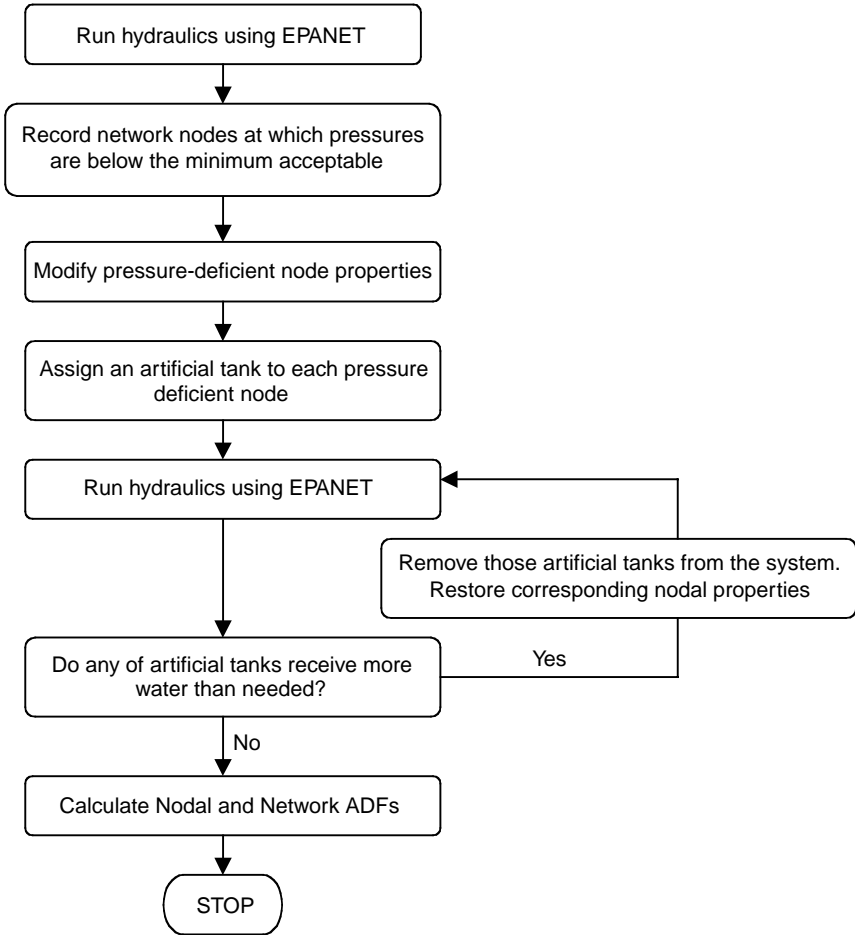 Run hydraulics using EPANET
Record network nodes at which pressures
are below the minimum acceptable
Modify pressure-deficient node properties
Assign an artificial tank to each pressure
deficient node
Run hydraulics using EPANET
Remove those artificial tanks from the system.
Restore corresponding nodal properties
Do any of artificial tanks receive more
water than needed?
Yes
No
Calculate Nodal and Network ADFs
STOP